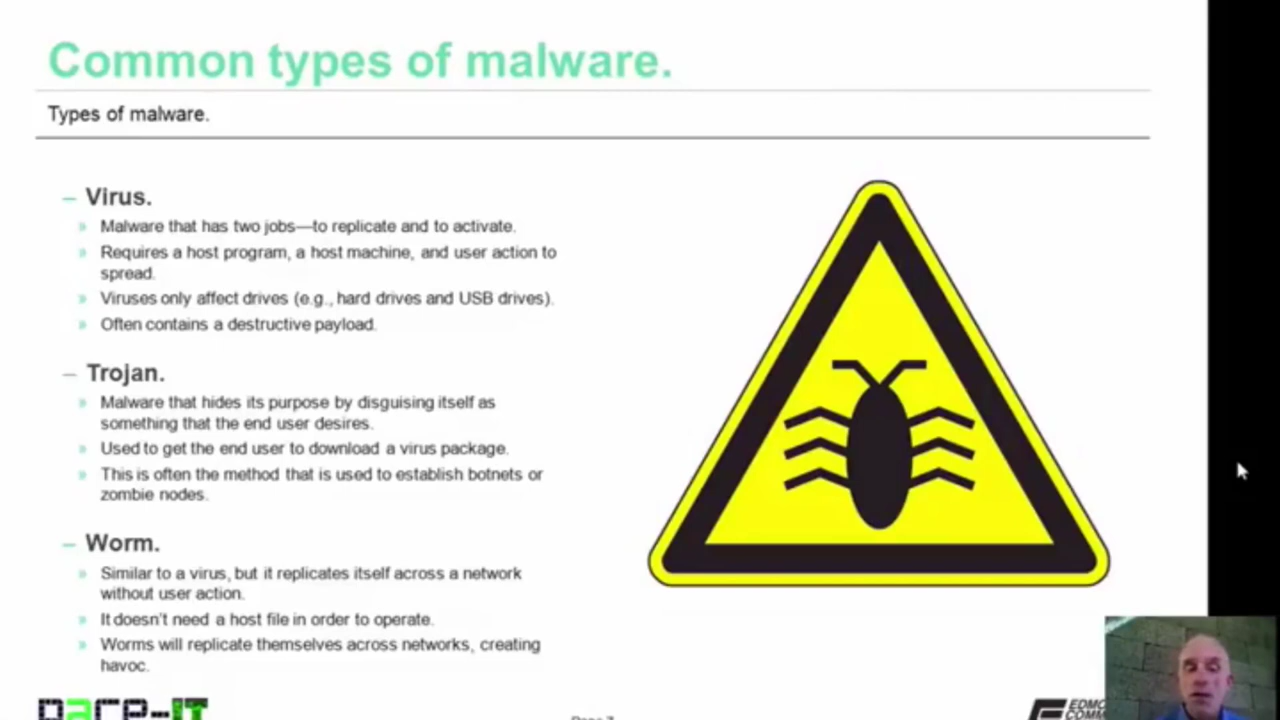 Common types of malware.
Types of malware.
– Virus.
» Malware that has two jobs—to replicate and to activate.
» Requires a host program, a host machine, and user action to
spread.
» Viruses only affect drives (e.g., hard drives and USB drives).
» Often contains a destructive payload.
– Trojan.
» Malware that hides its purpose by disguising itself as
something that the end user desires.
» Used to get the end user to download a virus package.
» This is often the method that is used to establish botnets or
zombie nodes.
– Worm.
» Similar to a virus, but it replicates itself across a network
without user action.
» It doesn't need a host file in order to operate.
» Worms will replicate themselves across networks, creating
havoc.